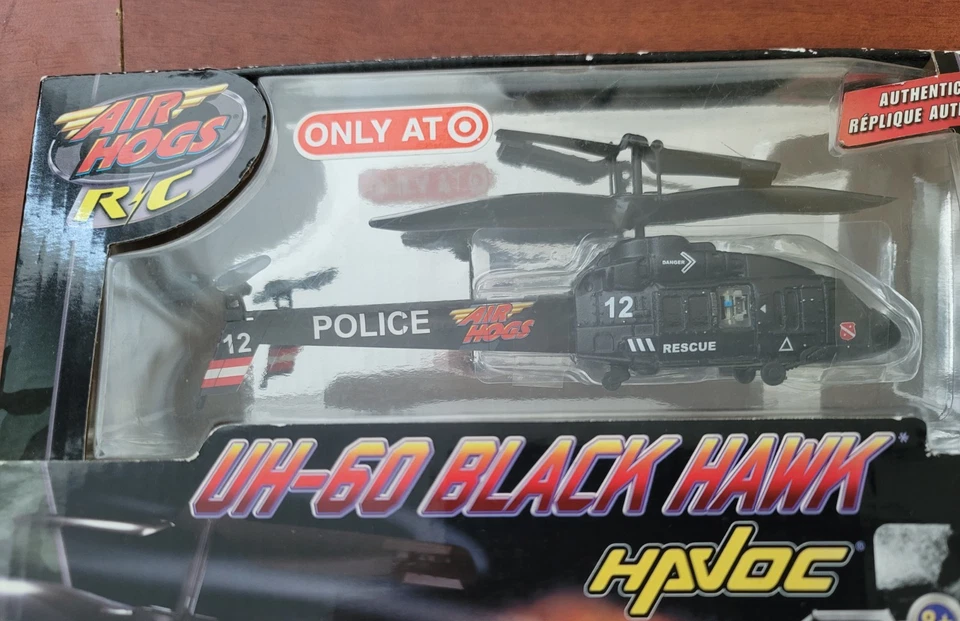 AIR
HOGS
R/C
ONLY AT
AUTHENTIC
RÉPLIQUE AUT
DANGER
12
POLICE
AIR
HOGS
12
RESCUE
UH-60 BLACK HAWK*
HAVOC®
8+